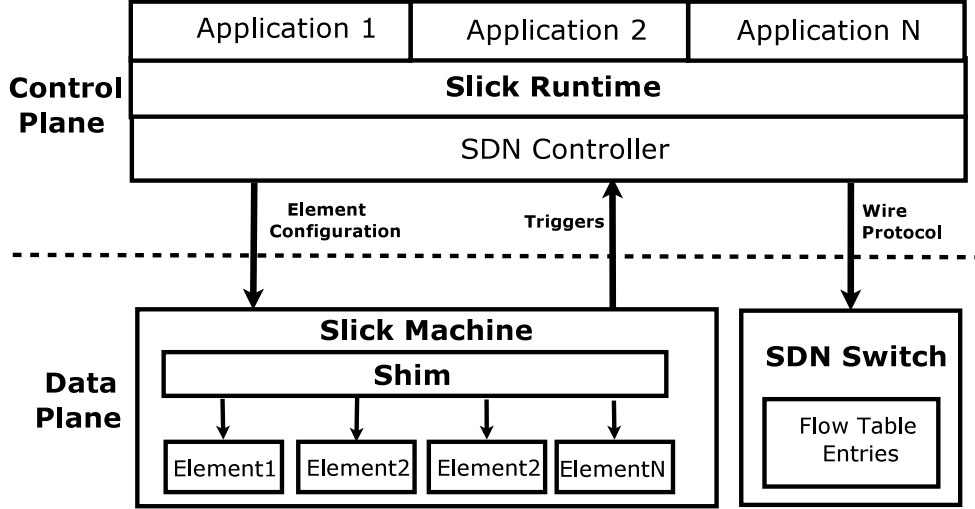 Application 1
Application 2
Application N
Control
Plane
Slick Runtime
SDN Controller
Element
Configuration
Triggers
Wire
Protocol
Data
Plane
Slick Machine
Shim
Element1
Element2
Element2
ElementN
SDN Switch
Flow Table
Entries